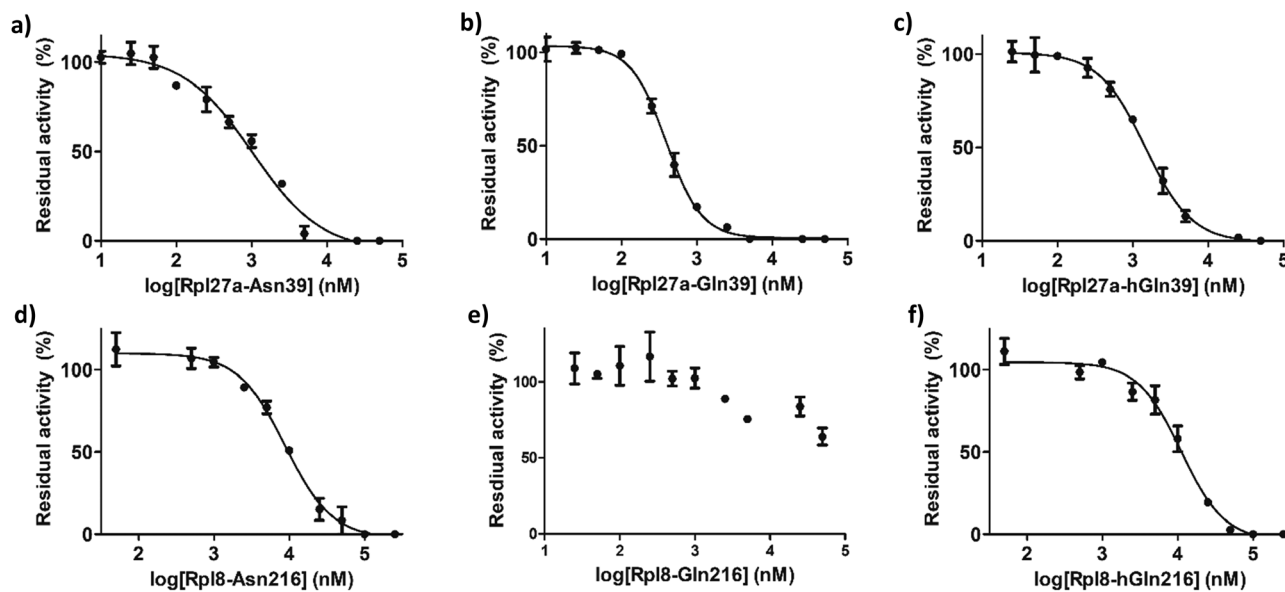 a)
Residual activity (%)
100
50
0
1 2 3 4 5
log[Rpl27a-Asn39] (nM)
b)
Residual activity (%)
100
50
0
1 2 3 4 5
log[Rpl27a-Gln39] (nM)
c)
Residual activity (%)
100
50
0
1 2 3 4 5
log[Rpl27a-hGln39] (nM)
d)
Residual activity (%)
100
50
0
2 3 4 5
log[Rpl8-Asn216] (nM)
e)
Resdiual activity (%)
100
50
0
1 2 3 4 5
log[Rpl8-Gln216] (nM)
f)
Residual activity (%)
100
50
0
2 3 4 5
log[Rpl8-hGln216] (nM)